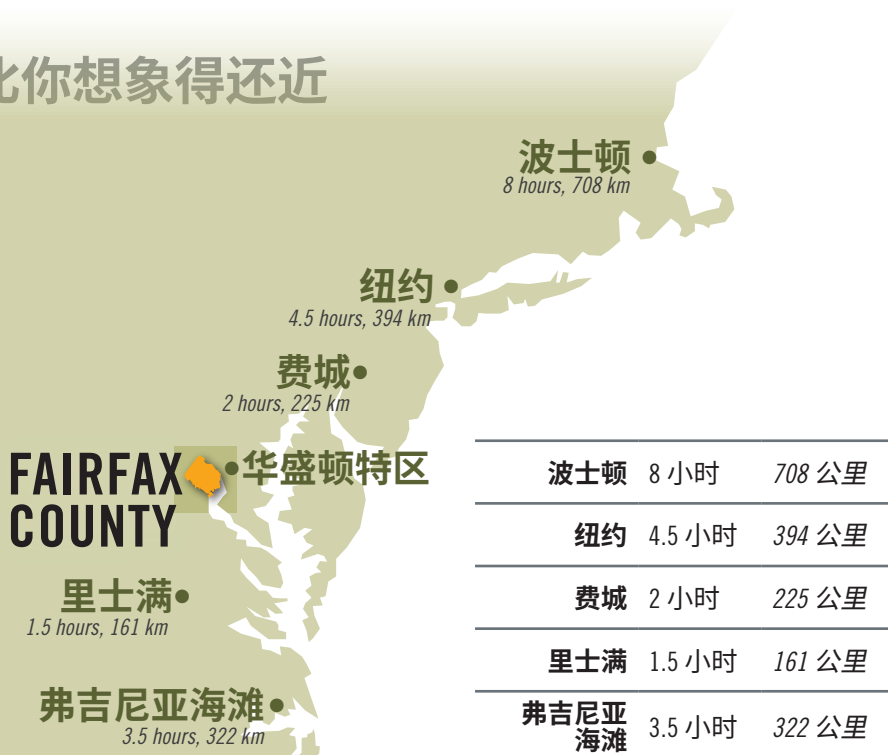 比你想象得还近
波士顿
8 hours, 708 km
纽约
4.5 hours, 394 km
费城
2 hours, 225 km
FAIRFAX
COUNTY
华盛顿特区
里士满
1.5 hours, 161 km
弗吉尼亚海滩
3.5 hours, 322 km
波士顿 8 小时 708 公里
纽约 4.5 小时 394 公里
费城 2 小时 225 公里
里士满 1.5 小时 161 公里
弗吉尼亚
海滩 3.5 小时 322 公里